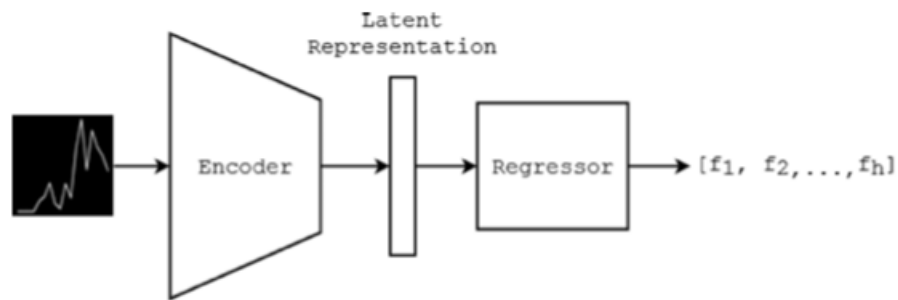 Latent
Representation
Encoder
Regressor
[f1, f2,...,fh]